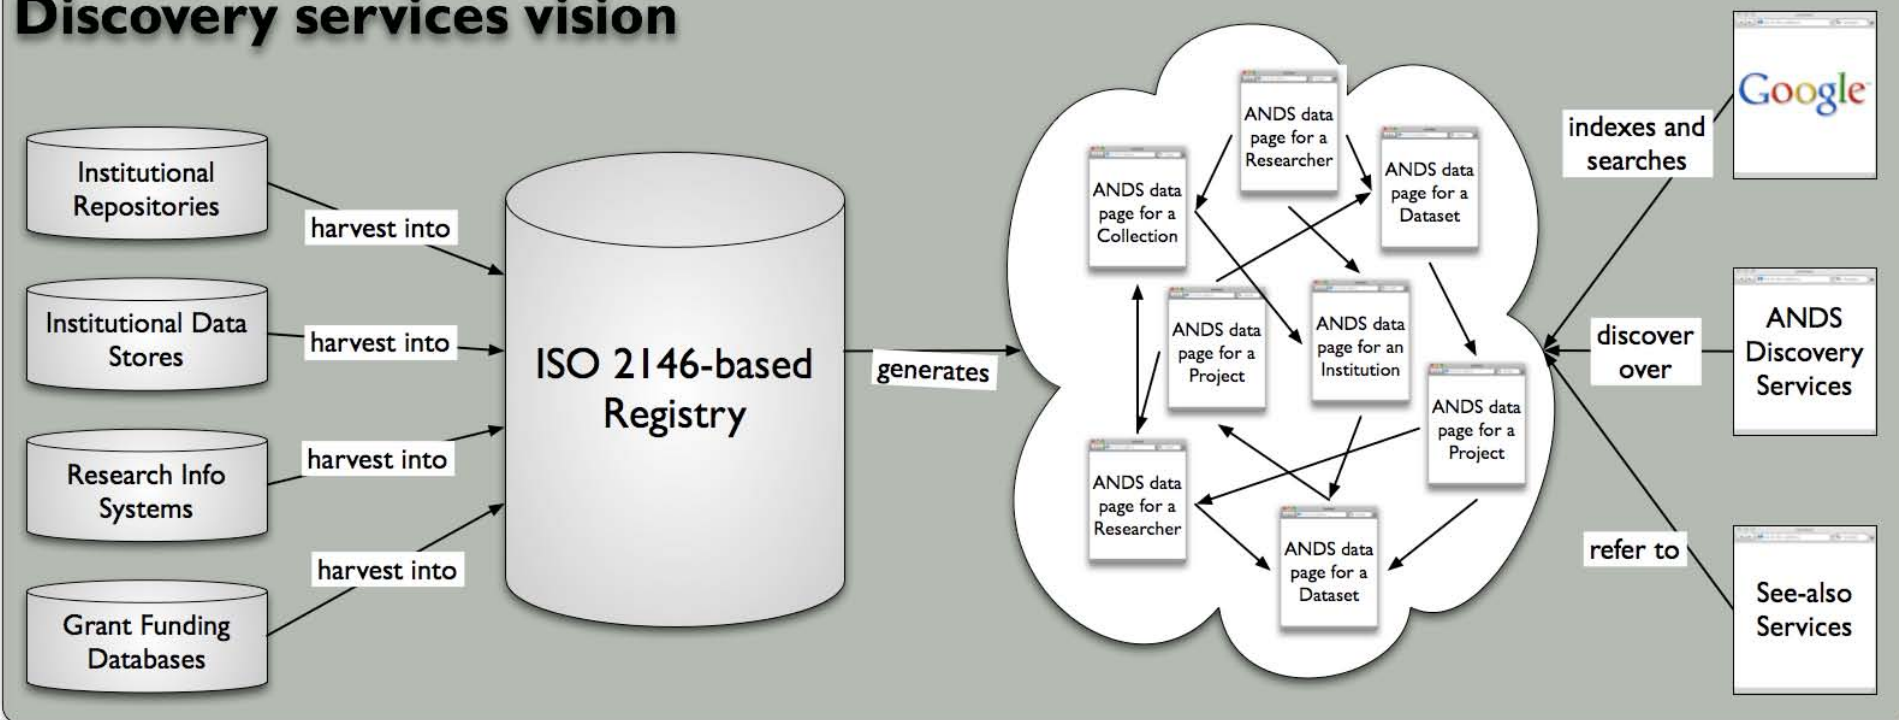 Discovery services vision
Institutional
Repositories
harvest into
Institutional Data
Stores
harvest into
Research Info
Systems
harvest into
Grant Funding
Databases
harvest into
ISO 2146-based
Registry
generates
ANDS data
page for a
Researcher
ANDS data
page for a
Collection
ANDS data
page for a
Dataset
ANDS data
page for a
Project
ANDS data
page for an
Institution
ANDS data
page for a
Project
ANDS data
page for a
Researcher
ANDS data
page for a
Dataset
indexes and
searches
Google
discover
over
ANDS
Discovery
Services
refer to
See-also
Services